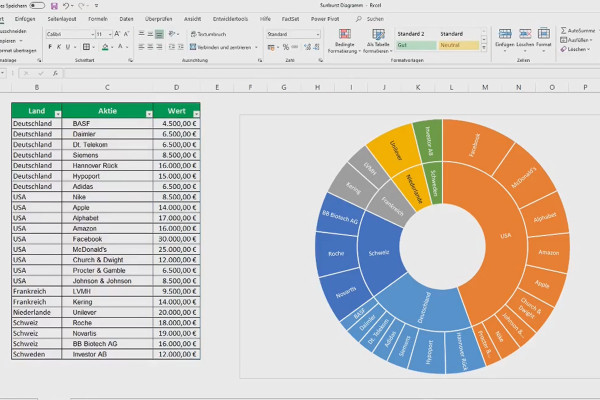 Sunburst Diagramm - Excel
Einfügen Seitenlayout Formeln Daten Überprüfen Ansicht Entwicklertools Hilfe FactSet Power Pivot
Calibri 11 Textumbruch Standard Standard 2 Standard AutoSumme
Verbinden und zentrieren Bedingte Formatierung Als Tabelle formatieren Gut Neutral Einfügen Löschen Format Ausfüllen Löschen
Schriftart Ausrichtung Zahl Formatvorlagen Zellen
B C D E F G H I J K L M N O P
Land Aktie Wert
Deutschland BASF 4.500,00 €
Deutschland Daimler 6.500,00 €
Deutschland Dt. Telekom 6.500,00 €
Deutschland Siemens 8.500,00 €
Deutschland Hannover Rück 16.000,00 €
Deutschland Hypoport 15.000,00 €
Deutschland Adidas 6.500,00 €
USA Nike 8.500,00 €
USA Apple 14.000,00 €
USA Alphabet 17.000,00 €
USA Amazon 16.000,00 €
USA Facebook 30.000,00 €
USA McDonald's 25.000,00 €
USA Church & Dwight 12.000,00 €
USA Procter & Gamble 6.500,00 €
USA Johnson & Johnson 8.500,00 €
Frankreich LVMH 9.500,00 €
Frankreich Kering 14.000,00 €
Niederlande Unilever 20.000,00 €
Schweiz Roche 18.000,00 €
Schweiz Novartis 19.000,00 €
Schweiz BB Biotech AG 16.000,00 €
Schweden Investor AB 12.000,00 €
USA
Facebook
McDonald's
Alphabet
Amazon
Apple
Church & Dwight
Johnson &...
Nike
Procter &...
Deutschland
Hannover Rück
Hypoport
Siemens
Adidas
Dt. Telekom
Daimler
BASF
Schweiz
Novartis
Roche
BB Biotech AG
Frankreich
Kering
LVMH
Niederlande
Unilever
Schweden
Investor AB